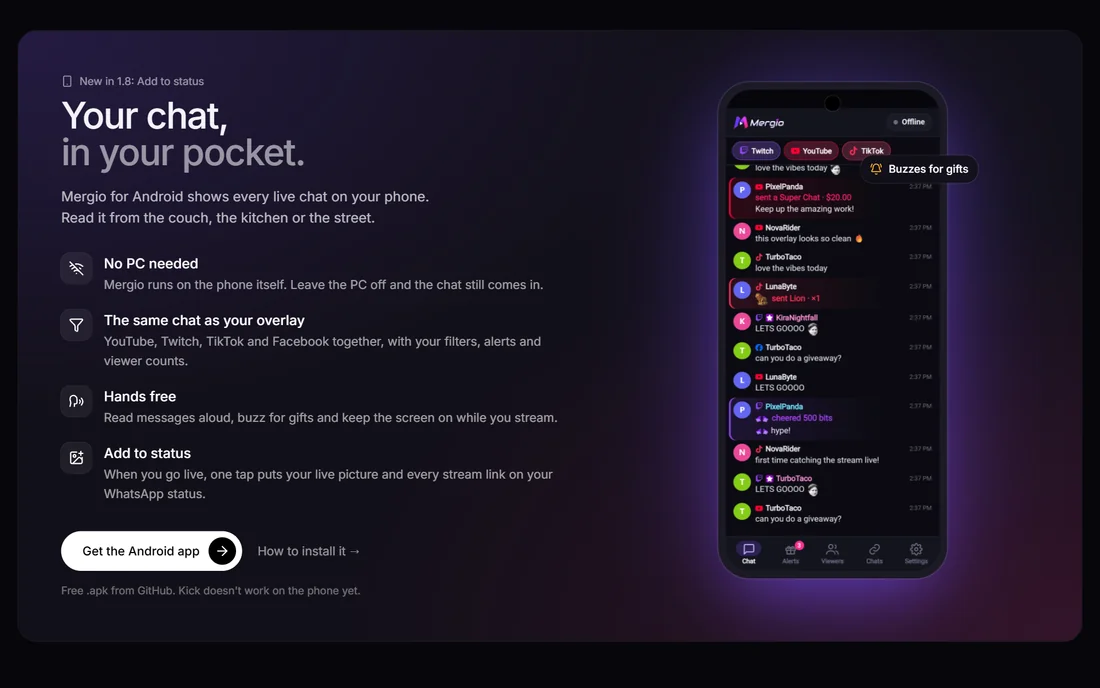 New in 1.8: Add to status
Your chat,
in your pocket.
Mergio for Android shows every live chat on your phone.
Read it from the couch, the kitchen or the street.
No PC needed
Mergio runs on the phone itself. Leave the PC off and the chat still comes in.
The same chat as your overlay
YouTube, Twitch, TikTok and Facebook together, with your filters, alerts and
viewer counts.
Hands free
Read messages aloud, buzz for gifts and keep the screen on while you stream.
Add to status
When you go live, one tap puts your live picture and every stream link on your
WhatsApp status.
Get the Android app
How to install it →
Free .apk from GitHub. Kick doesn't work on the phone yet.
Mergio
Offline
Twitch YouTube TikTok
Buzzes for gifts
love the vibes today
P PixelPanda 2:37 PM
sent a Super Chat · $20.00
Keep up the amazing work!
N NovaRider 2:37 PM
this overlay looks so clean 🔥
T TurboTaco 2:37 PM
love the vibes today
L LunaByte 2:37 PM
sent Lion · ×1
K KiraNightfall 2:37 PM
LETS GOOOO
T TurboTaco 2:37 PM
can you do a giveaway?
L LunaByte 2:37 PM
LETS GOOOO
P PixelPanda 2:37 PM
cheered 500 bits
hype!
N NovaRider 2:37 PM
first time catching the stream live!
T TurboTaco 2:37 PM
LETS GOOOO
T TurboTaco 2:37 PM
can you do a giveaway?
3
Chat Alerts Viewers Chats Settings